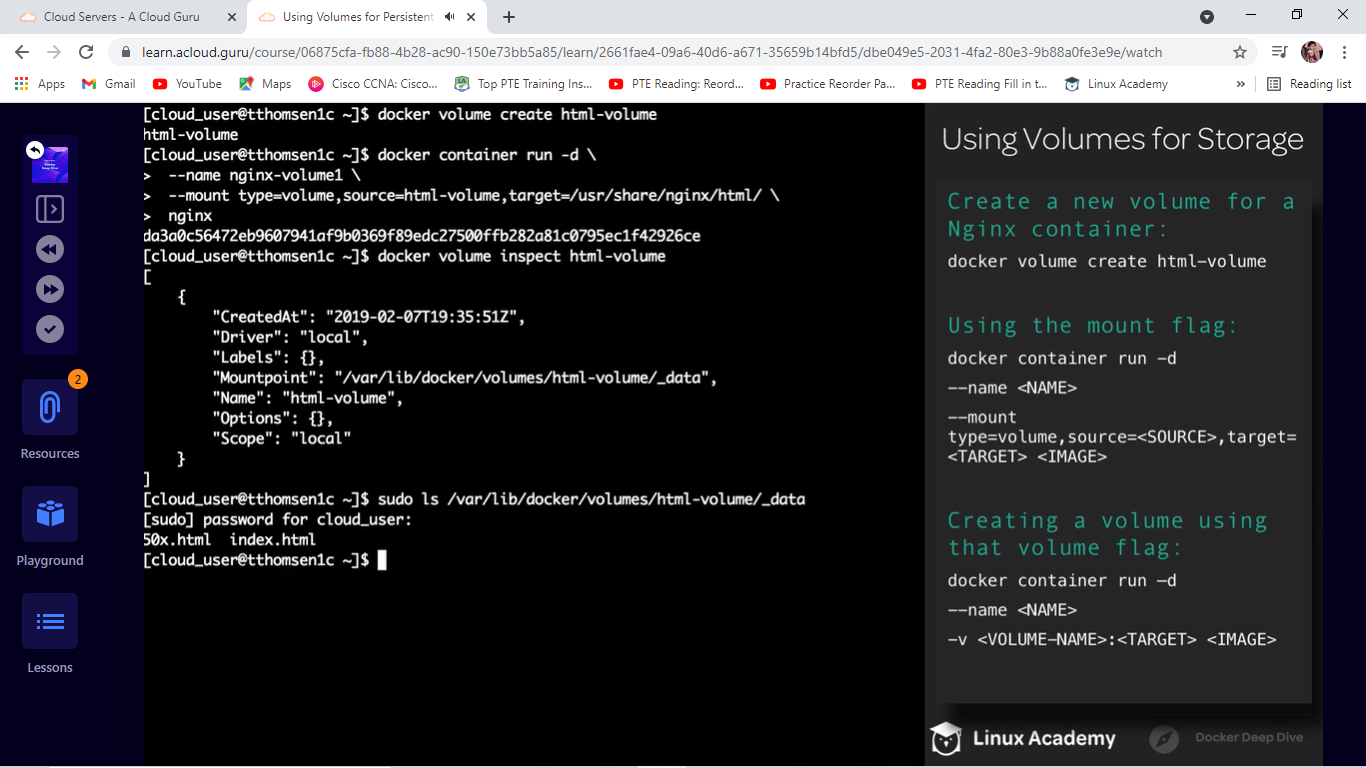 Cloud Servers - A Cloud Guru
Using Volumes for Persistent
learn.acloud.guru/course/06875cfa-fb88-4b28-ac90-150e73bb5a85/learn/2661fae4-09a6-40d6-a671-35659b14bfd5/dbe049e5-2031-4fa2-80e3-9b88a0fe3e9e/watch
Apps
Gmail
YouTube
Maps
Cisco CCNA: Cisco...
Top PTE Training Ins...
PTE Reading: Reord...
Practice Reorder Pa...
PTE Reading Fill in t...
Linux Academy
»
Reading list
2
Resources
Playground
Lessons
[cloud_user@tthomsen1c ~]$ docker volume create html-volume
html-volume
[cloud_user@tthomsen1c ~]$ docker container run -d \
>  --name nginx-volume1 \
>  --mount type=volume,source=html-volume,target=/usr/share/nginx/html/ \
>  nginx
da3a0c56472eb9607941af9b0369f89edc27500ffb282a81c0795ec1f42926ce
[cloud_user@tthomsen1c ~]$ docker volume inspect html-volume
[
    {
        "CreatedAt": "2019-02-07T19:35:51Z",
        "Driver": "local",
        "Labels": {},
        "Mountpoint": "/var/lib/docker/volumes/html-volume/_data",
        "Name": "html-volume",
        "Options": {},
        "Scope": "local"
    }
]
[cloud_user@tthomsen1c ~]$ sudo ls /var/lib/docker/volumes/html-volume/_data
[sudo] password for cloud_user:
50x.html  index.html
[cloud_user@tthomsen1c ~]$
Using Volumes for Storage
Create a new volume for a
Nginx container:
docker volume create html-volume
Using the mount flag:
docker container run -d
--name <NAME>
--mount
type=volume,source=<SOURCE>,target=
<TARGET> <IMAGE>
Creating a volume using
that volume flag:
docker container run -d
--name <NAME>
-v <VOLUME-NAME>:<TARGET> <IMAGE>
Linux Academy
Docker Deep Dive